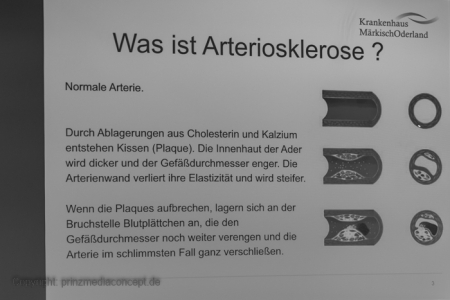 Krankenhaus
MärkischOderland
Was ist Arteriosklerose ?
Normale Arterie.
Durch Ablagerungen aus Cholesterin und Kalzium
entstehen Kissen (Plaque). Die Innenhaut der Ader
wird dicker und der Gefäßdurchmesser enger. Die
Arterienwand verliert ihre Elastizität und wird steifer.
Wenn die Plaques aufbrechen, lagern sich an der
Bruchstelle Blutplättchen an, die den
Gefäßdurchmesser noch weiter verengen und die
Arterie im schlimmsten Fall ganz verschließen.
Copyright: prinzmediaconcept.de